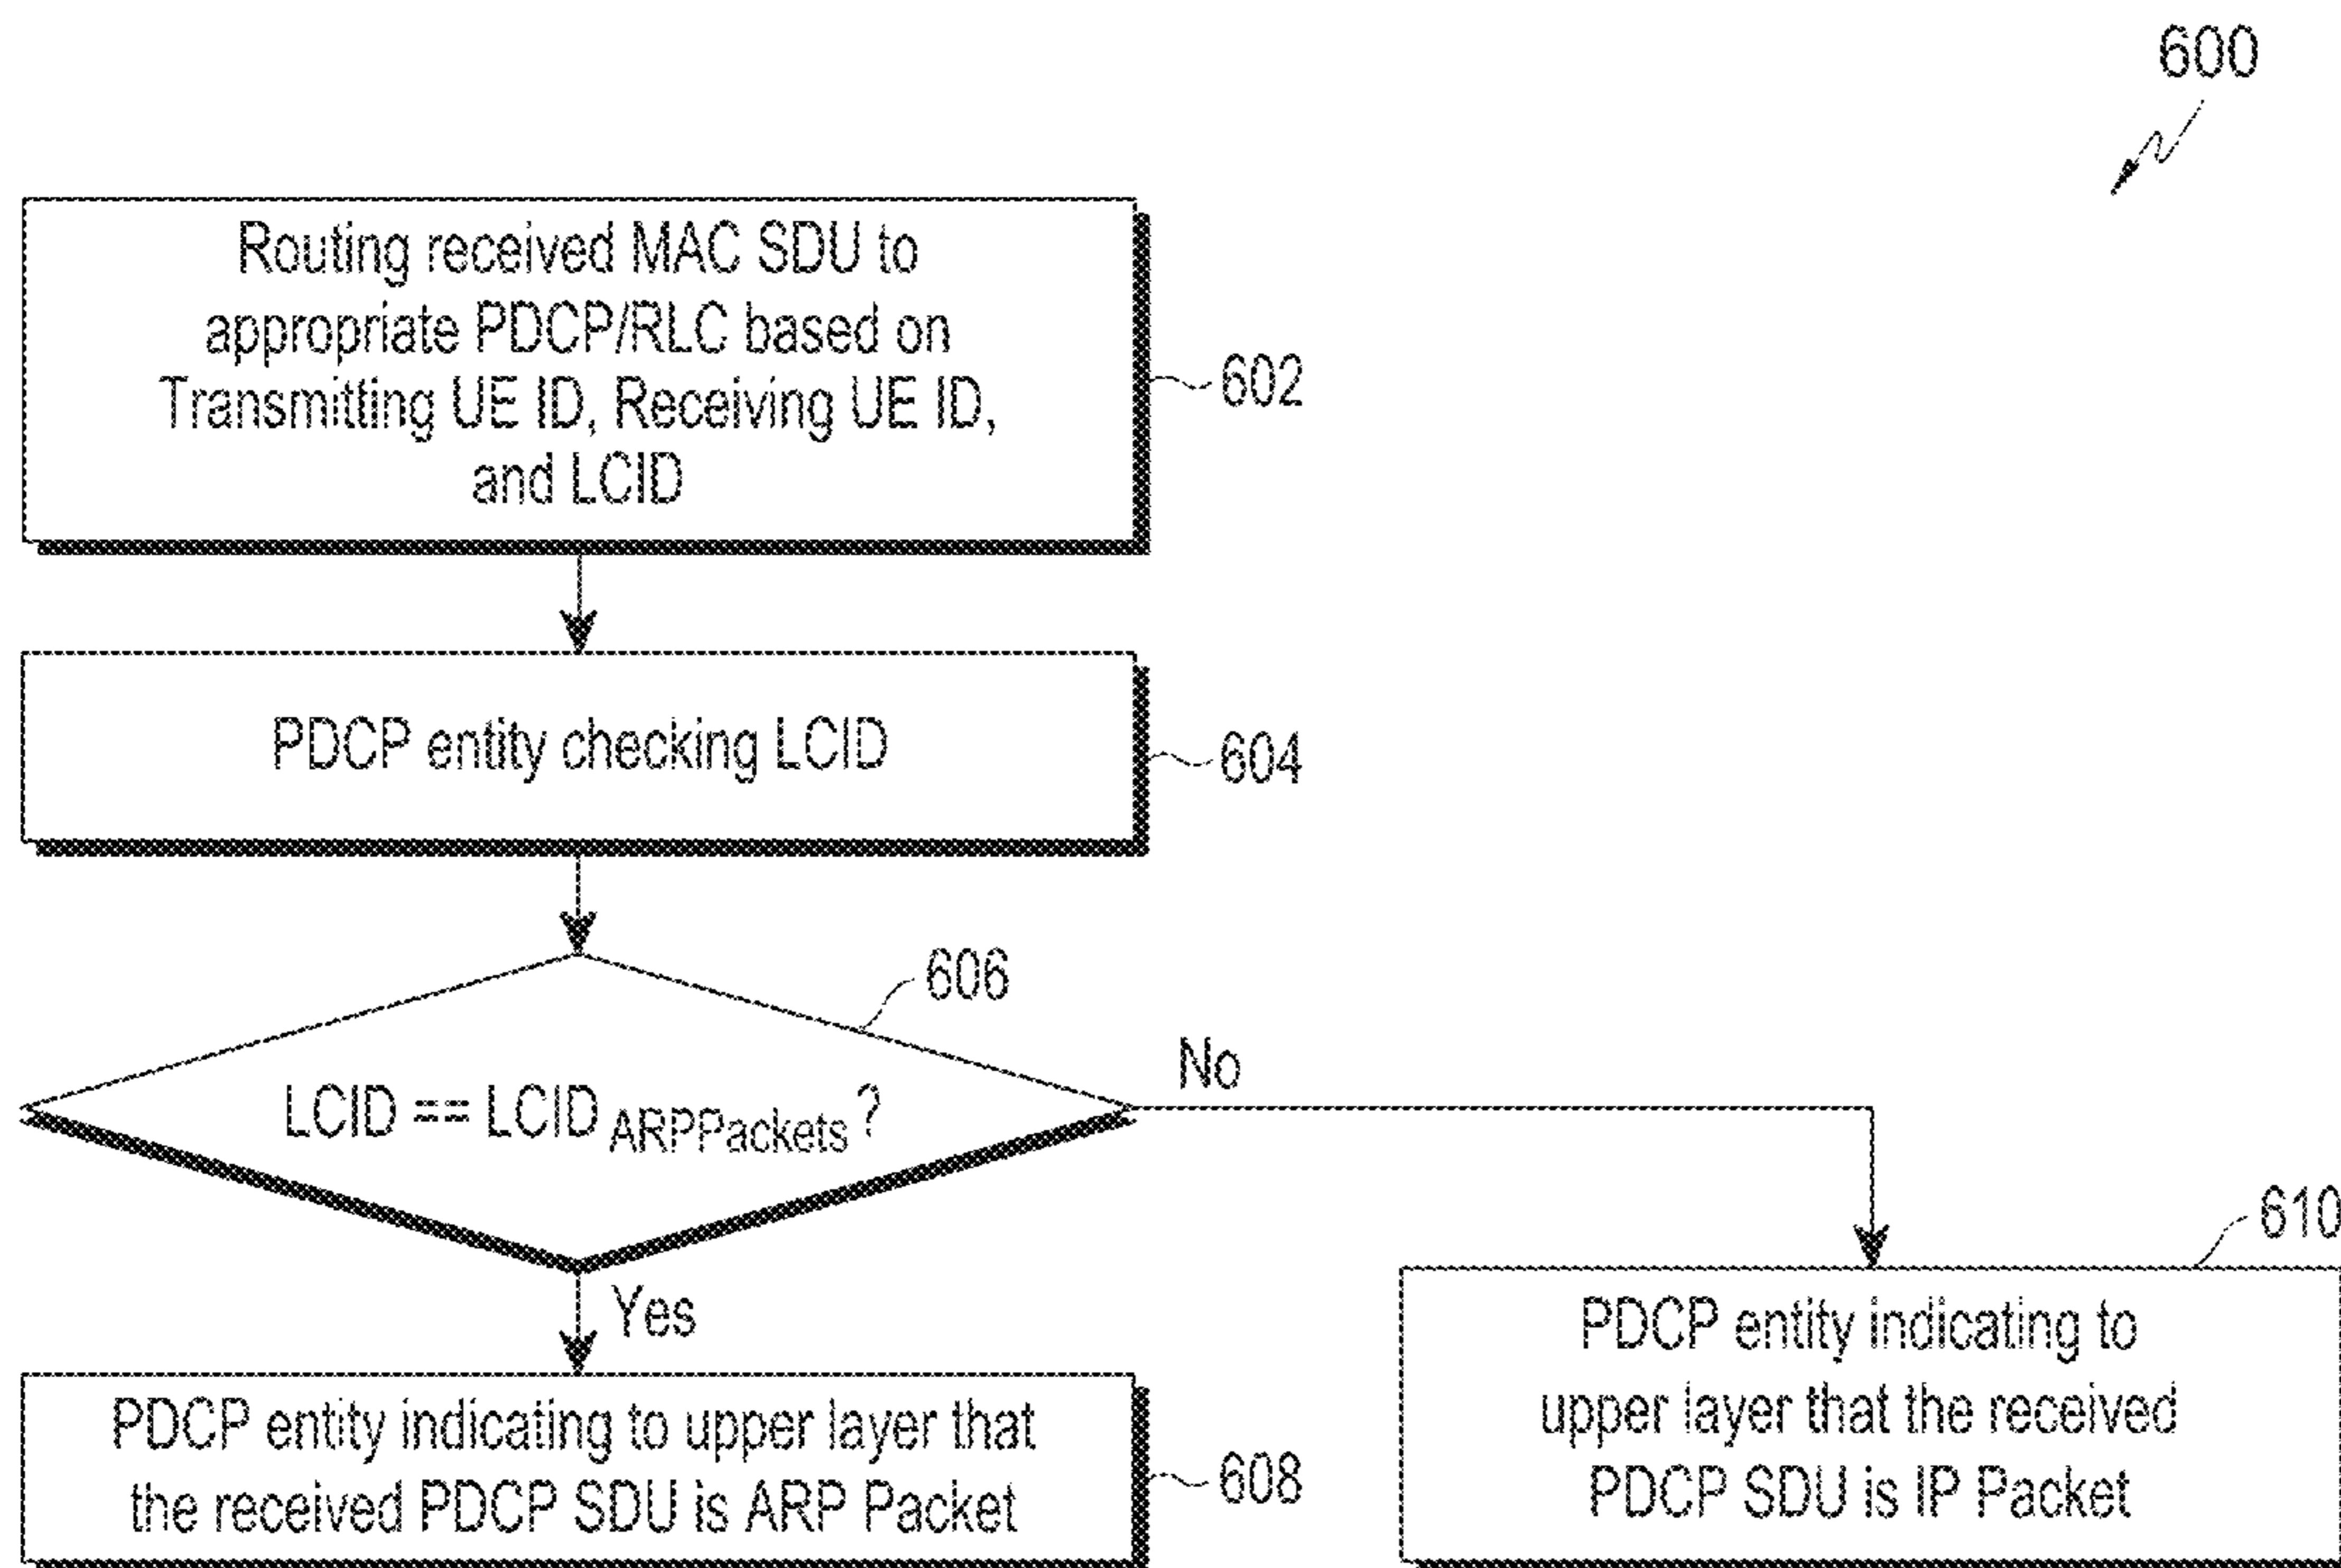 600
Routing received MAC SDU to
appropriate PDCP/RLC based on
Transmitting UE ID, Receiving UE ID,
and LCID
602
PDCP entity checking LCID
604
606
LCID == LCID ARPPackets ?
No
Yes
610
PDCP entity indicating to upper layer that
the received PDCP SDU is ARP Packet
608
PDCP entity indicating to
upper layer that the received
PDCP SDU is IP Packet